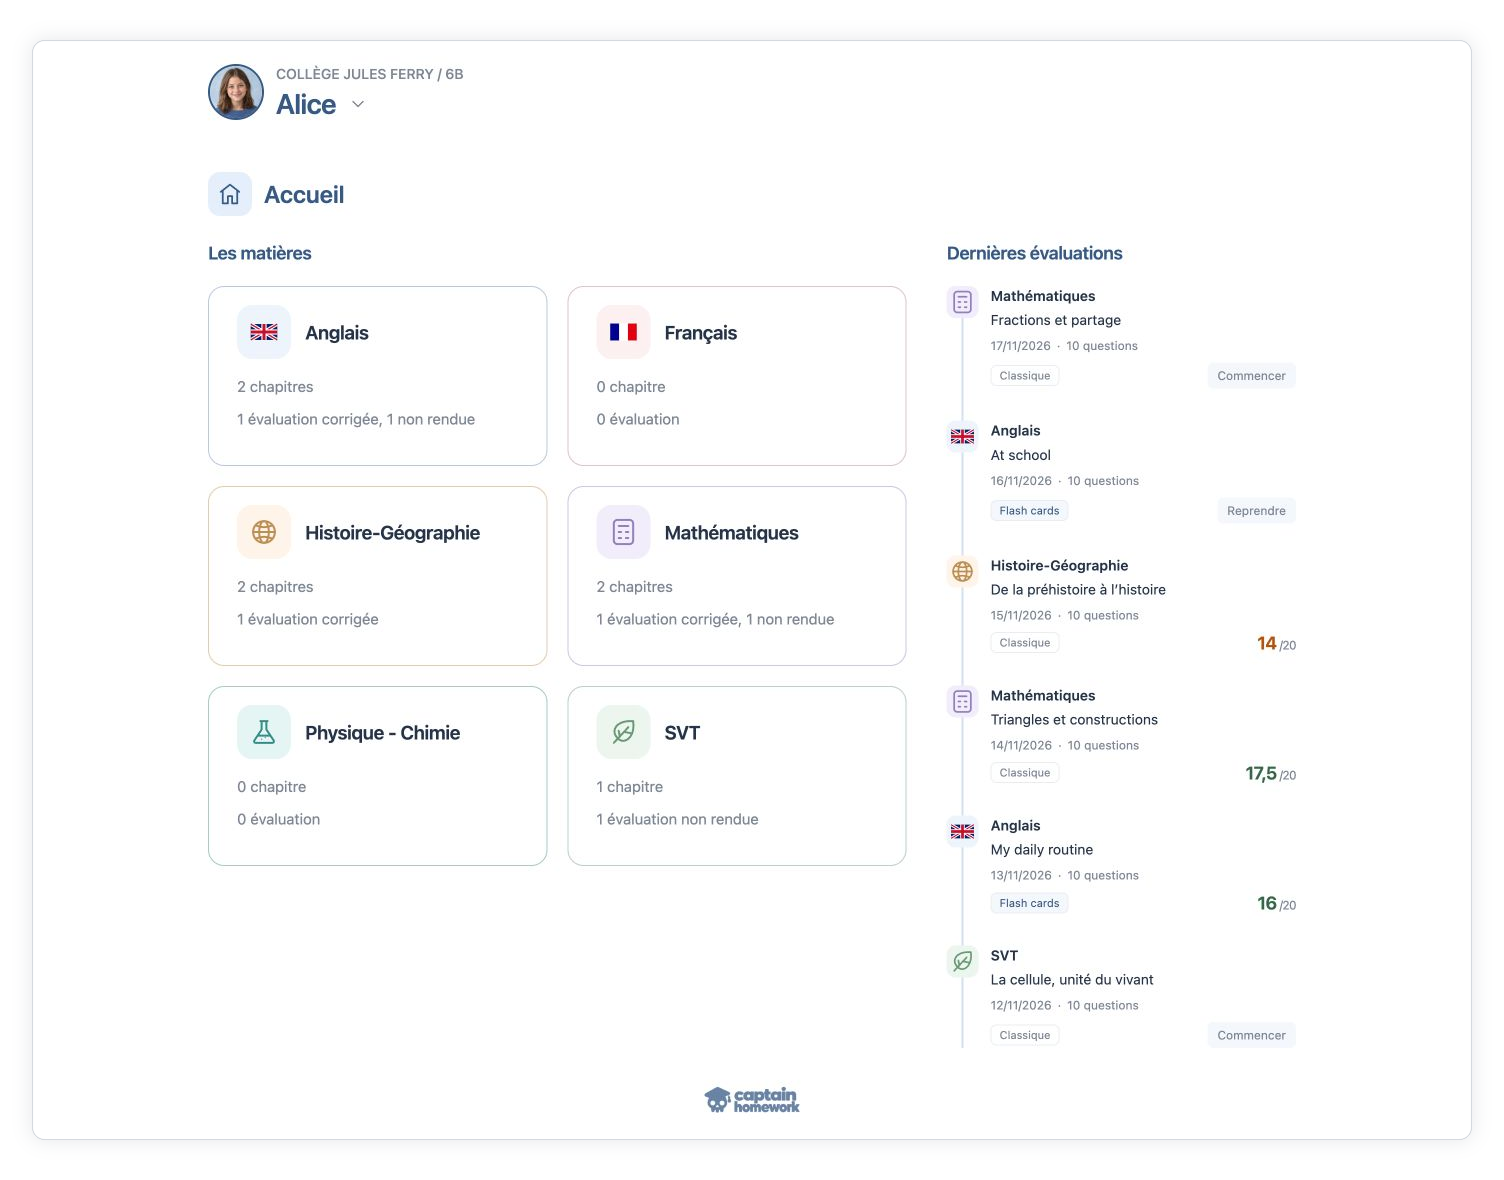 COLLÈGE JULES FERRY / 6B
Alice
Accueil
Les matières
Anglais
2 chapitres
1 évaluation corrigée, 1 non rendue
Français
0 chapitre
0 évaluation
Histoire-Géographie
2 chapitres
1 évaluation corrigée
Mathématiques
2 chapitres
1 évaluation corrigée, 1 non rendue
Physique - Chimie
0 chapitre
0 évaluation
SVT
1 chapitre
1 évaluation non rendue
Dernières évaluations
Mathématiques
Fractions et partage
17/11/2026 · 10 questions
Classique
Commencer
Anglais
At school
16/11/2026 · 10 questions
Flash cards
Reprendre
Histoire-Géographie
De la préhistoire à l’histoire
15/11/2026 · 10 questions
Classique
14 /20
Mathématiques
Triangles et constructions
14/11/2026 · 10 questions
Classique
17,5 /20
Anglais
My daily routine
13/11/2026 · 10 questions
Flash cards
16 /20
SVT
La cellule, unité du vivant
12/11/2026 · 10 questions
Classique
Commencer
captain
homework